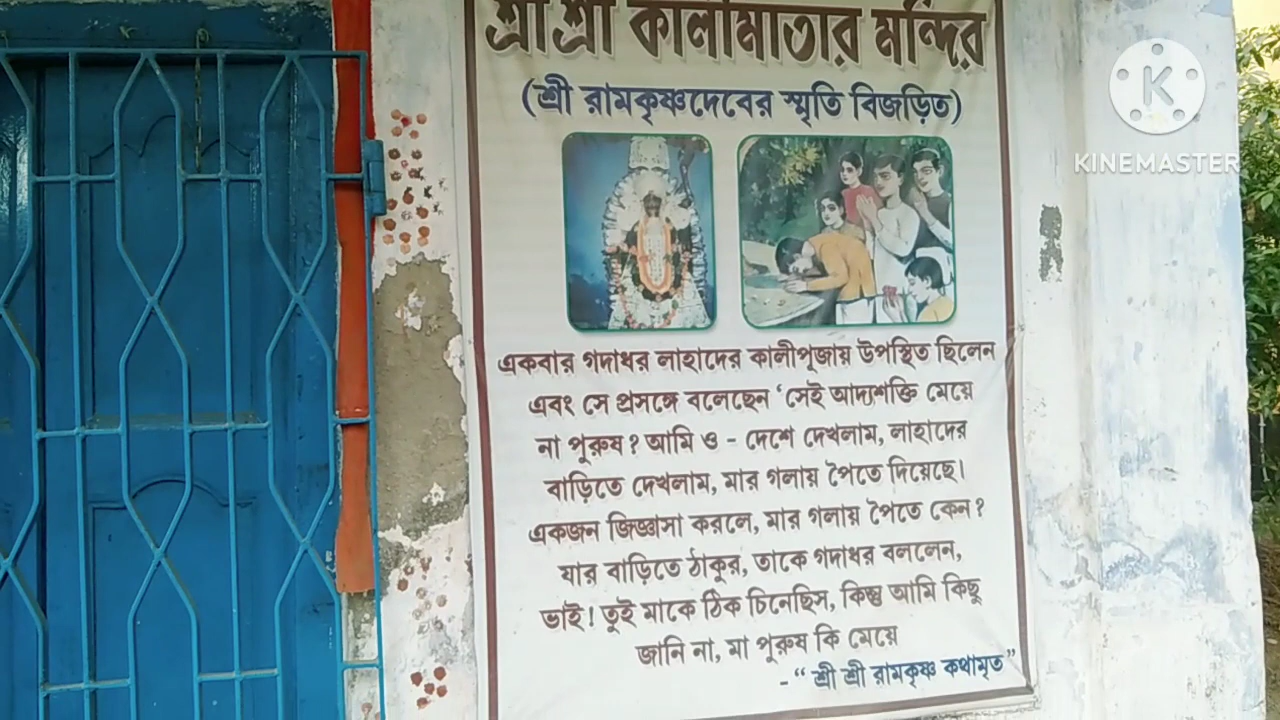 শ্রী শ্রী কালীমাতার মন্দির
(শ্রী রামকৃষ্ণদেবের স্মৃতি বিজড়িত)
একবার গদাধর লাহাদের কালীপূজায় উপস্থিত ছিলেন
এবং সে প্রসঙ্গে বলেছেন ‘সেই আদ্যাশক্তি মেয়ে
না পুরুষ? আমি ও - দেশে দেখলাম, লাহাদের
বাড়িতে দেখলাম, মার গলায় পৈতে দিয়েছে।
একজন জিজ্ঞাসা করলে, মার গলায় পৈতে কেন?
যার বাড়িতে ঠাকুর, তাকে গদাধর বললেন,
ভাই! তুই মাকে ঠিক চিনেছিস, কিন্তু আমি কিছু
জানি না, মা পুরুষ কি মেয়ে
- “শ্রী শ্রী রামকৃষ্ণ কথামৃত”
K
KINEMASTER